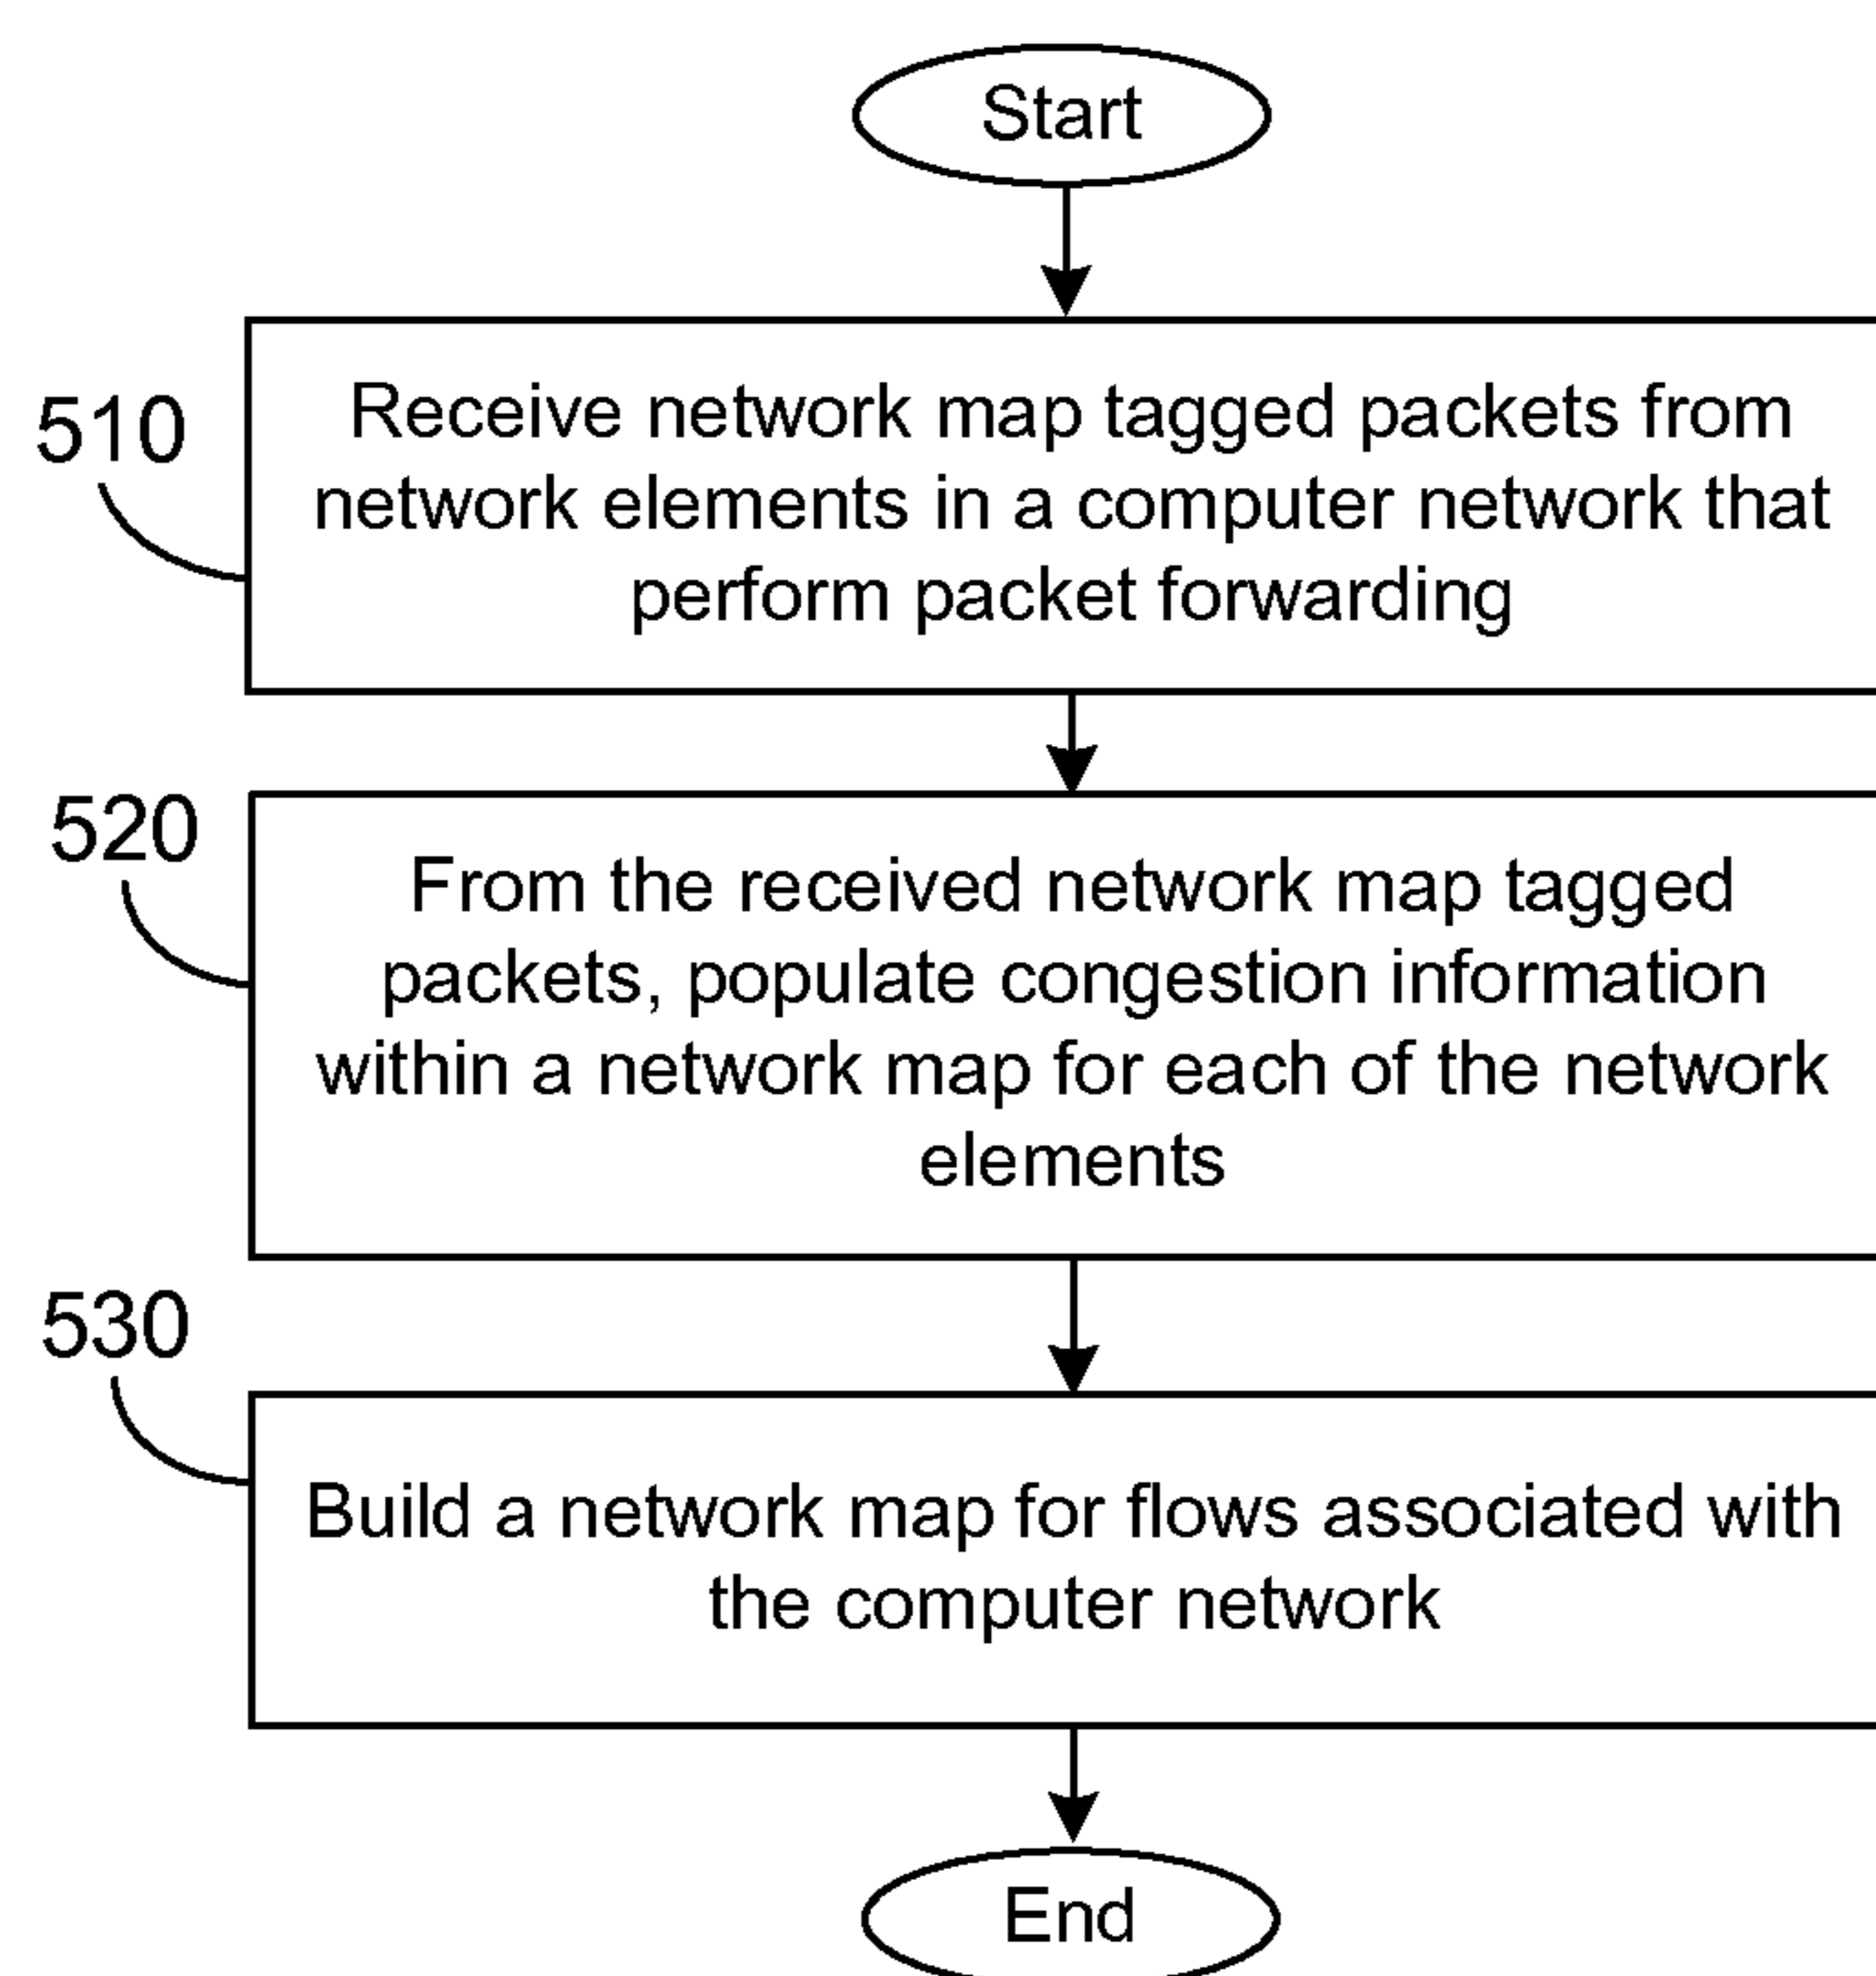 Start
510
Receive network map tagged packets from
network elements in a computer network that
perform packet forwarding
520
From the received network map tagged
packets, populate congestion information
within a network map for each of the network
elements
530
Build a network map for flows associated with
the computer network
End